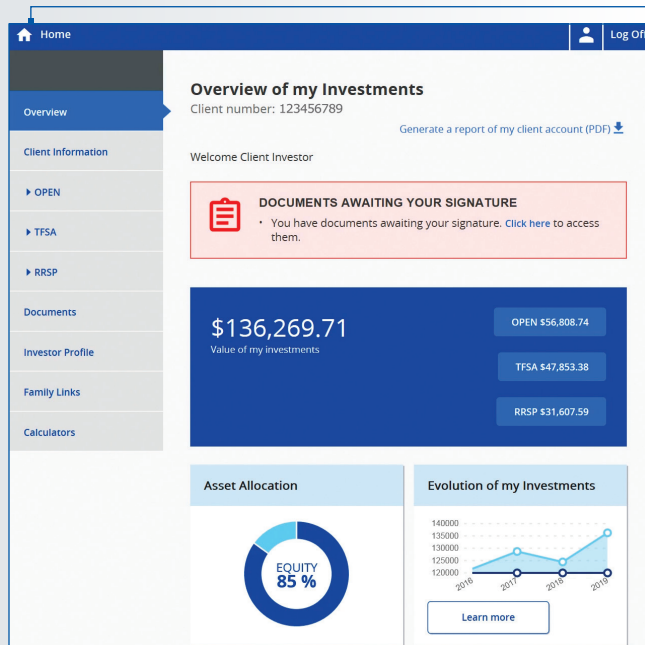 Home
Log Off
Overview
Client Information
OPEN
TFSA
RRSP
Documents
Investor Profile
Family Links
Calculators
Overview of my Investments
Client number: 123456789
Generate a report of my client account (PDF)
Welcome Client Investor
DOCUMENTS AWAITING YOUR SIGNATURE
• You have documents awaiting your signature. Click here to access
them.
$136,269.71
Value of my investments
OPEN $56,808.74
TFSA $47,853.38
RRSP $31,607.59
Asset Allocation
EQUITY
85 %
Evolution of my Investments
140000
135000
130000
125000
120000
2016 2017 2018 2019
Learn more